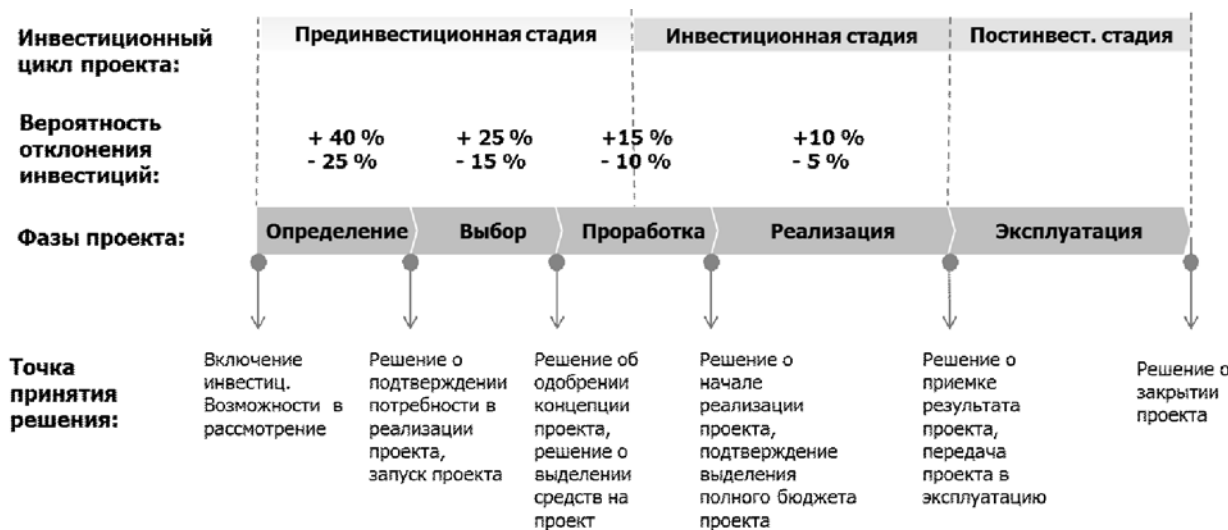 Инвестиционный
цикл проекта:
Прединвестиционная стадия
Инвестиционная стадия
Постинвест. стадия
Вероятность
отклонения
инвестиций:
+ 40 %
- 25 %
+ 25 %
- 15 %
+15 %
- 10 %
+10 %
- 5 %
Фазы проекта:
Определение
Выбор
Проработка
Реализация
Эксплуатация
Точка
принятия
решения:
Включение
инвестиц.
Возможности в
рассмотрение
Решение о
подтверждении
потребности в
реализации
проекта,
запуск проекта
Решение об
одобрении
концепции
проекта,
решение о
выделении
средств на
проект
Решение о
начале
реализации
проекта,
подтверждение
выделения
полного бюджета
проекта
Решение о
приемке
результата
проекта,
передача
проекта в
эксплуатацию
Решение о
закрытии
проекта